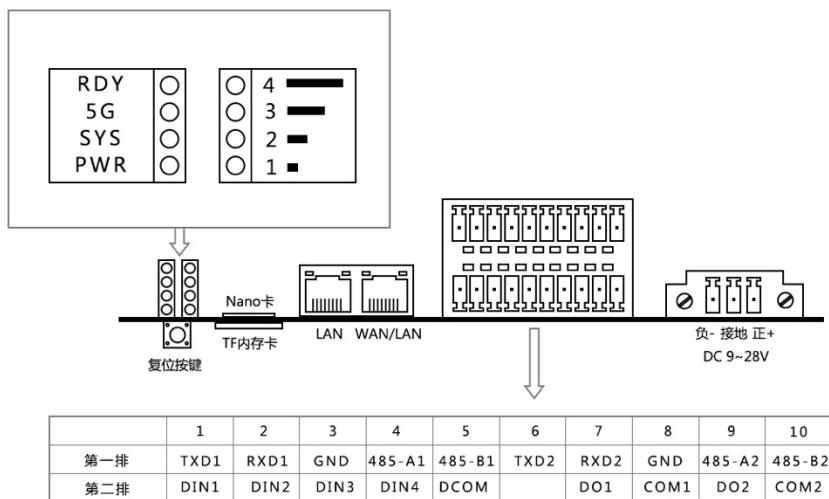 RDY
5G
SYS
PWR
4
3
2
1
Nano卡
TF内存卡
复位按键
LAN WAN/LAN
负- 接地 正+
DC 9~28V
1 2 3 4 5 6 7 8 9 10
第一排 TXD1 RXD1 GND 485-A1 485-B1 TXD2 RXD2 GND 485-A2 485-B2
第二排 DIN1 DIN2 DIN3 DIN4 DCOM DO1 COM1 DO2 COM2